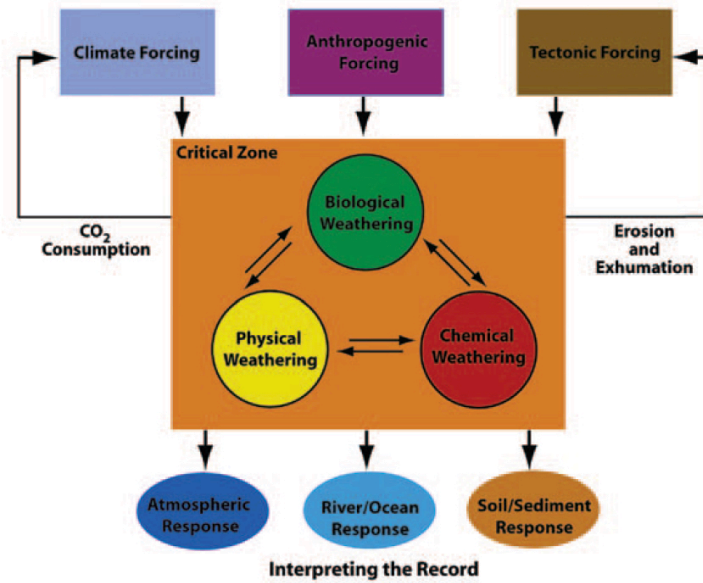 Climate Forcing
Anthropogenic
Forcing
Tectonic Forcing
Critical Zone
Biological
Weathering
CO2
Consumption
Erosion
and
Exhumation
Physical
Weathering
Chemical
Weathering
Atmospheric
Response
River/Ocean
Response
Soil/Sediment
Response
Interpreting the Record